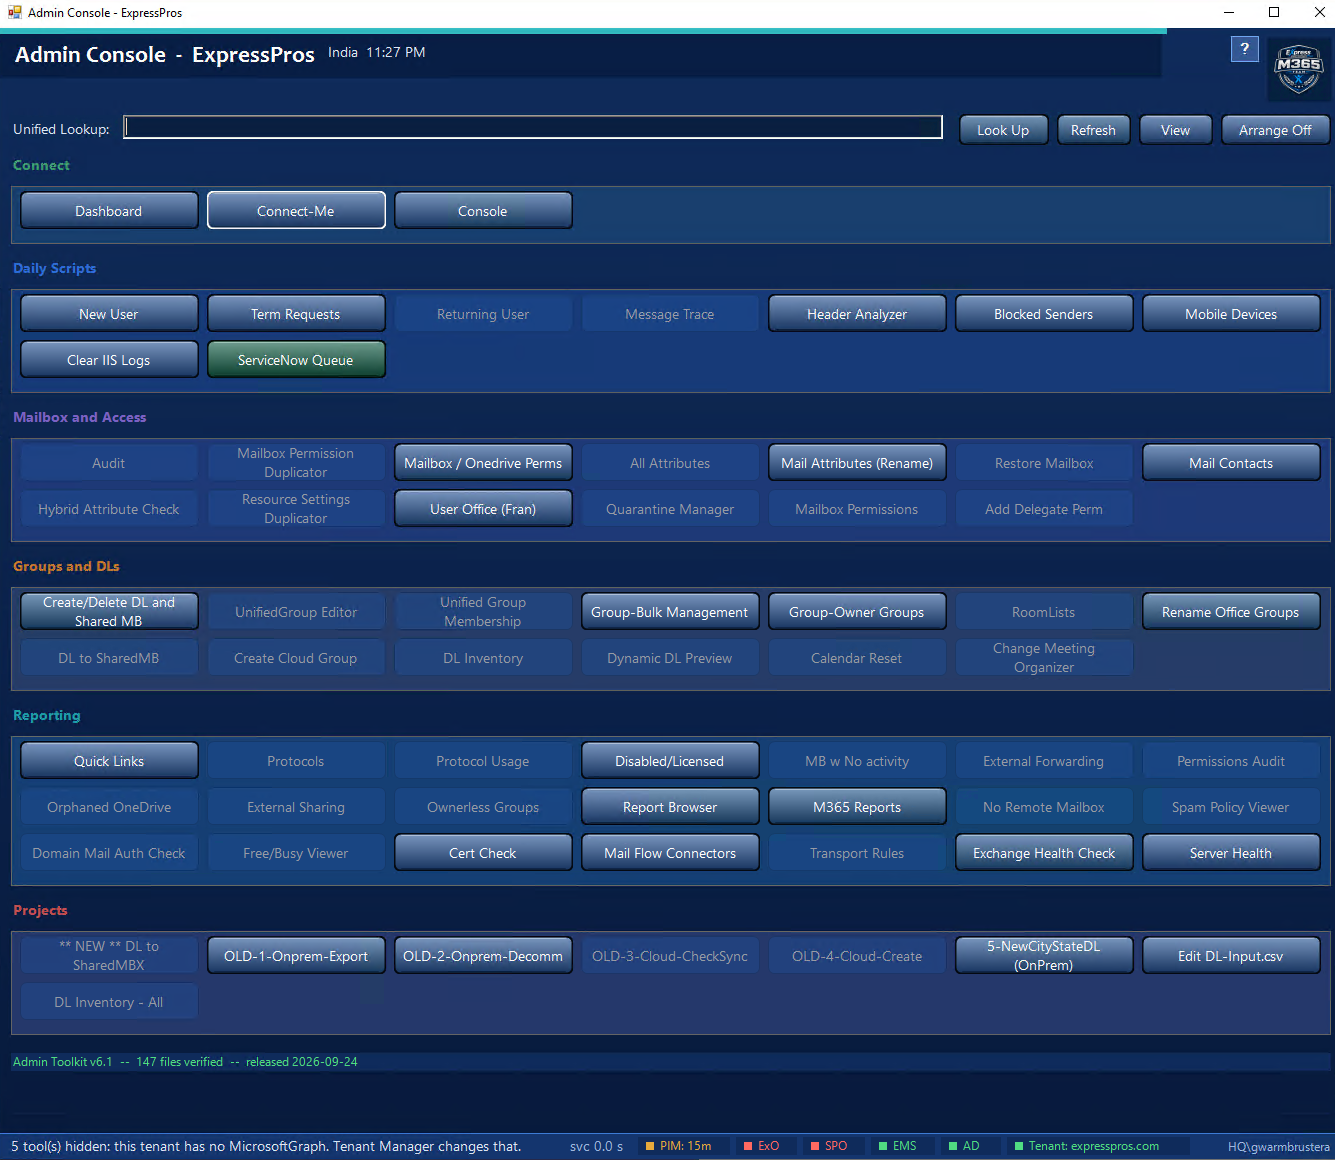 Admin Console - ExpressPros
Admin Console - ExpressPros India 11:27 PM
?
Express
M365
TEAM
Unified Lookup:
Look Up Refresh View Arrange Off
Connect
Dashboard Connect-Me Console
Daily Scripts
New User Term Requests Returning User Message Trace Header Analyzer Blocked Senders Mobile Devices
Clear IIS Logs ServiceNow Queue
Mailbox and Access
Audit Mailbox Permission Duplicator Mailbox / Onedrive Perms All Attributes Mail Attributes (Rename) Restore Mailbox Mail Contacts
Hybrid Attribute Check Resource Settings Duplicator User Office (Fran) Quarantine Manager Mailbox Permissions Add Delegate Perm
Groups and DLs
Create/Delete DL and Shared MB UnifiedGroup Editor Unified Group Membership Group-Bulk Management Group-Owner Groups RoomLists Rename Office Groups
DL to SharedMB Create Cloud Group DL Inventory Dynamic DL Preview Calendar Reset Change Meeting Organizer
Reporting
Quick Links Protocols Protocol Usage Disabled/Licensed MB w No activity External Forwarding Permissions Audit
Orphaned OneDrive External Sharing Ownerless Groups Report Browser M365 Reports No Remote Mailbox Spam Policy Viewer
Domain Mail Auth Check Free/Busy Viewer Cert Check Mail Flow Connectors Transport Rules Exchange Health Check Server Health
Projects
** NEW ** DL to SharedMBX OLD-1-Onprem-Export OLD-2-Onprem-Decomm OLD-3-Cloud-CheckSync OLD-4-Cloud-Create 5-NewCityStateDL (OnPrem) Edit DL-Input.csv
DL Inventory - All
Admin Toolkit v6.1 -- 147 files verified -- released 2026-09-24
5 tool(s) hidden: this tenant has no MicrosoftGraph. Tenant Manager changes that. svc 0.0 s PIM: 15m ExO SPO EMS AD Tenant: expresspros.com HQ\gwarmbrustera